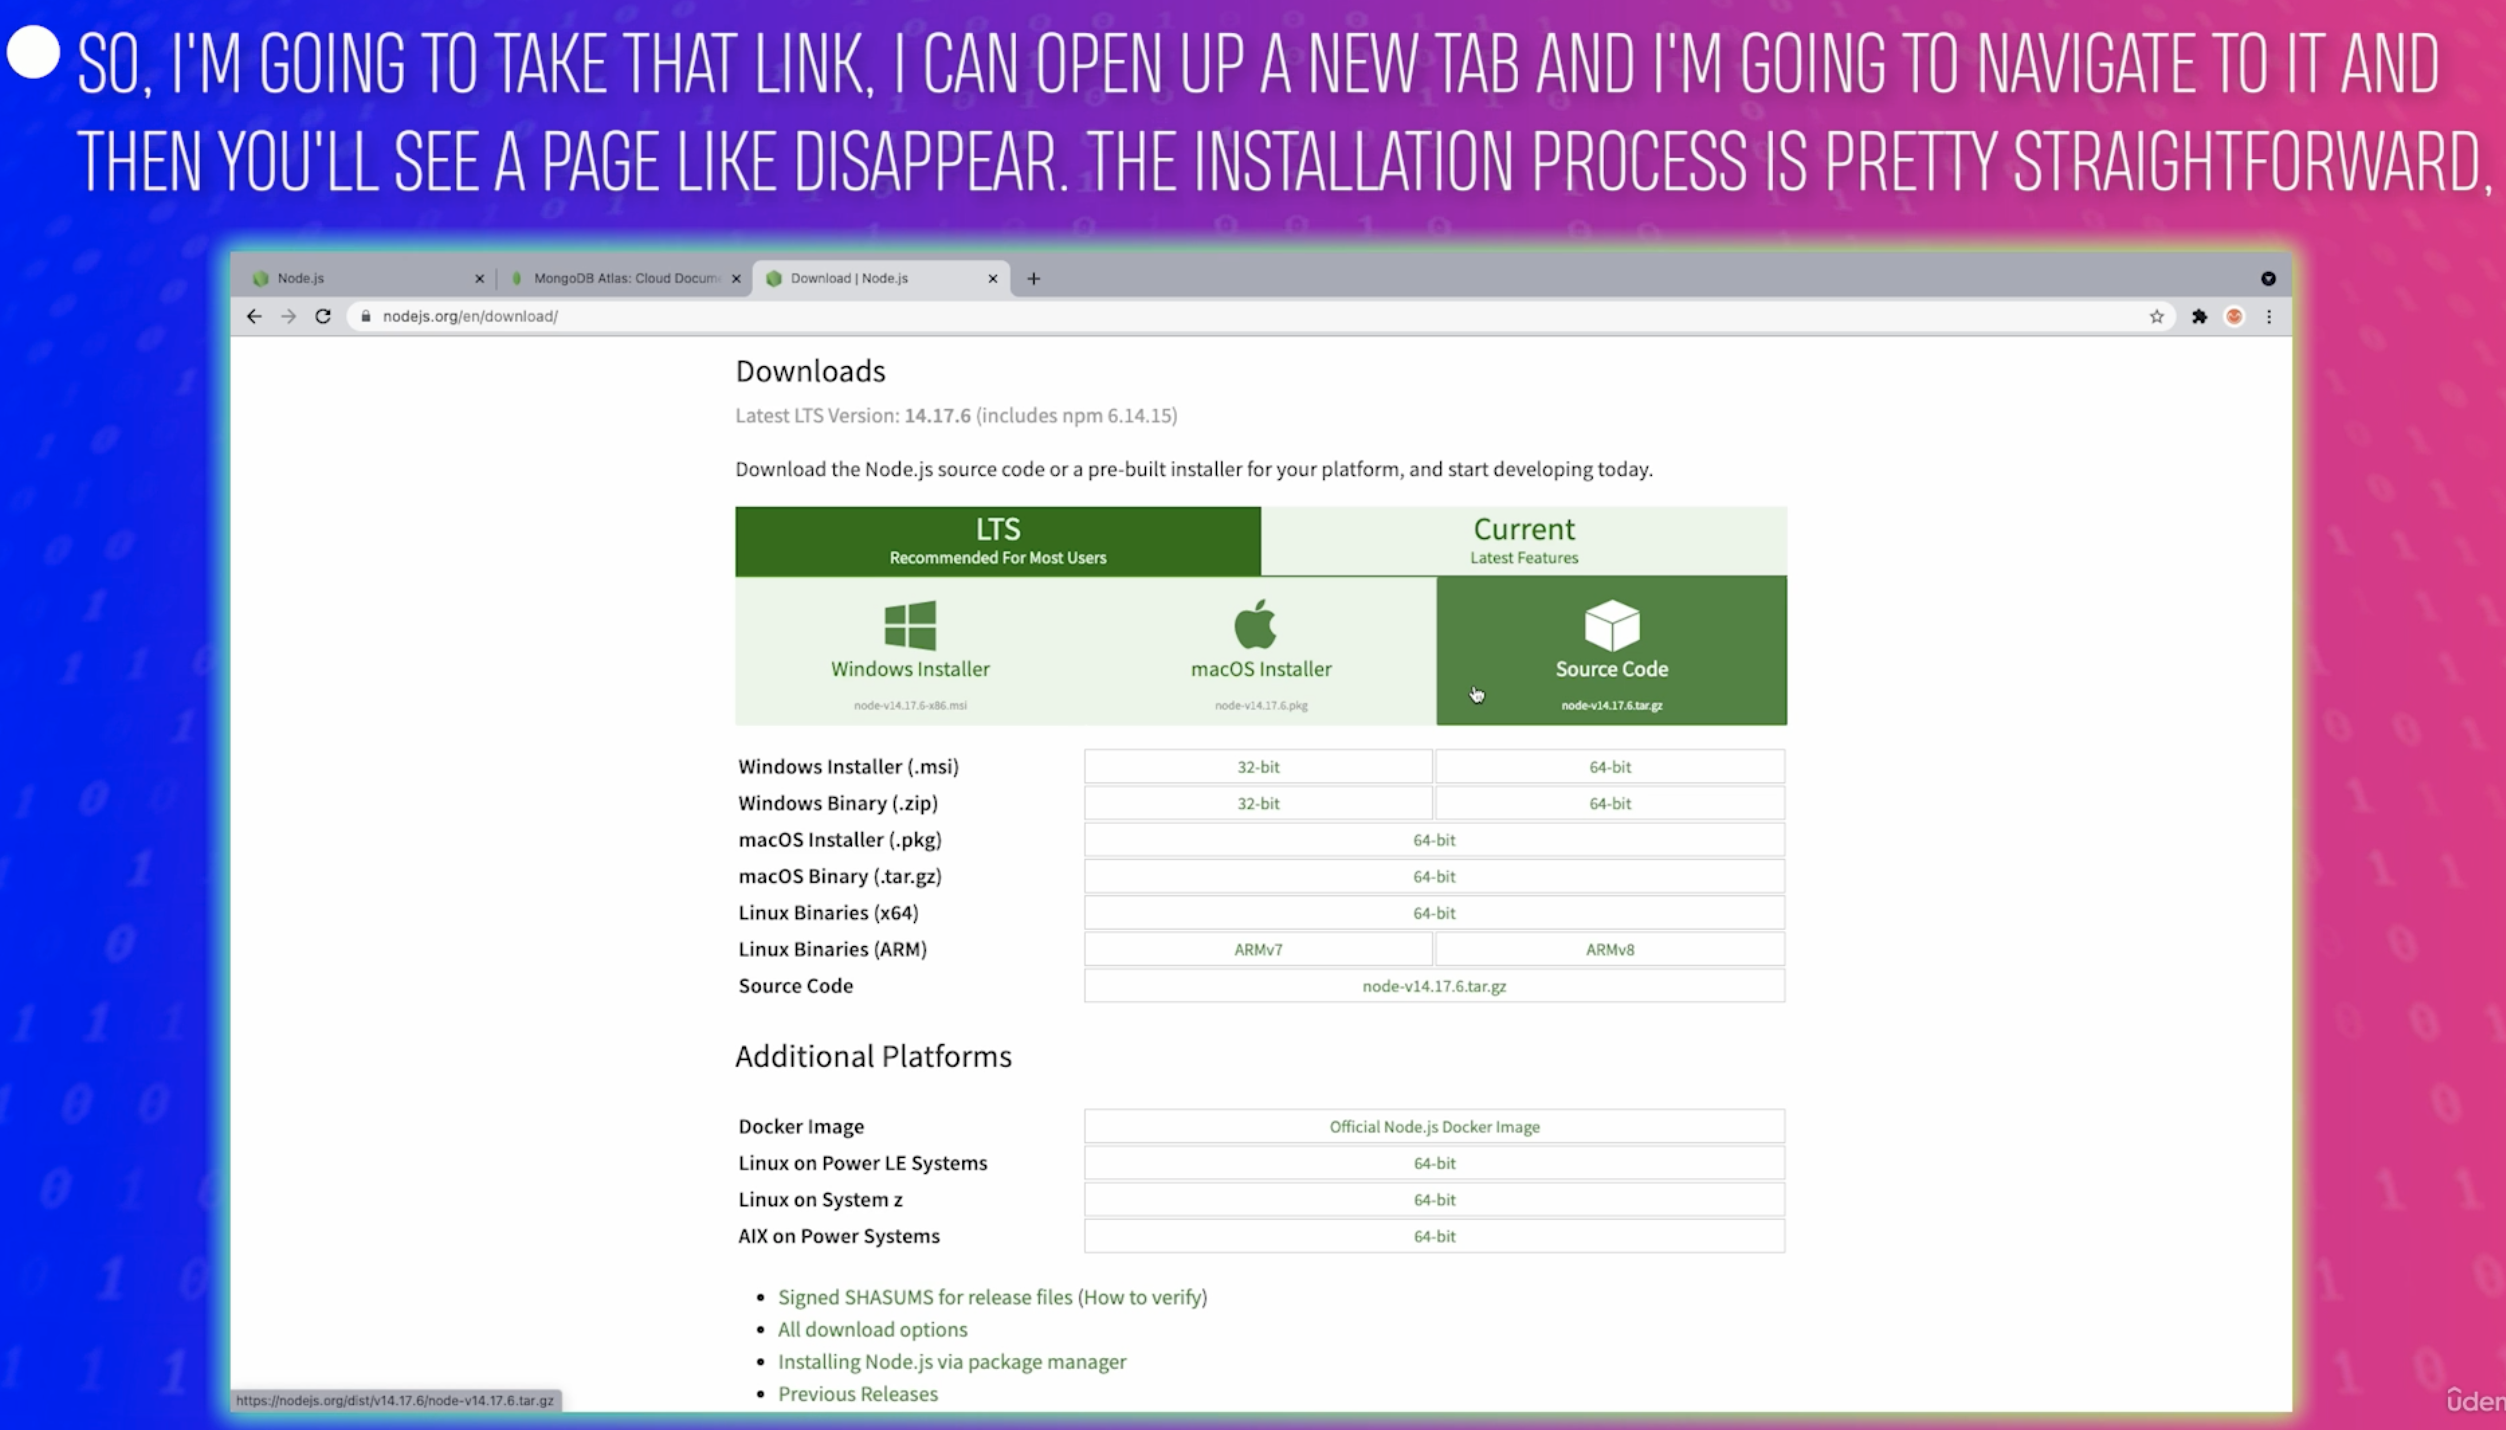 SO, I'M GOING TO TAKE THAT LINK, I CAN OPEN UP A NEW TAB AND I'M GOING TO NAVIGATE TO IT AND
THEN YOU'LL SEE A PAGE LIKE DISAPPEAR. THE INSTALLATION PROCESS IS PRETTY STRAIGHTFORWARD,
Node.js
MongoDB Atlas: Cloud Docum
Download | Node.js
nodejs.org/en/download/
Downloads
Latest LTS Version: 14.17.6 (includes npm 6.14.15)
Download the Node.js source code or a pre-built installer for your platform, and start developing today.
LTS
Recommended For Most Users
Current
Latest Features
Windows Installer
node-v14.17.6-x86.msi
macOS Installer
node-v14.17.6.pkg
Source Code
node-v14.17.6.tar.gz
Windows Installer (.msi) 32-bit 64-bit
Windows Binary (.zip) 32-bit 64-bit
macOS Installer (.pkg) 64-bit
macOS Binary (.tar.gz) 64-bit
Linux Binaries (x64) 64-bit
Linux Binaries (ARM) ARMv7 ARMv8
Source Code node-v14.17.6.tar.gz
Additional Platforms
Docker Image Official Node.js Docker Image
Linux on Power LE Systems 64-bit
Linux on System z 64-bit
AIX on Power Systems 64-bit
Signed SHASUMS for release files (How to verify)
All download options
Installing Node.js via package manager
Previous Releases
https://nodejs.org/dist/v14.17.6/node-v14.17.6.tar.gz
ûdem